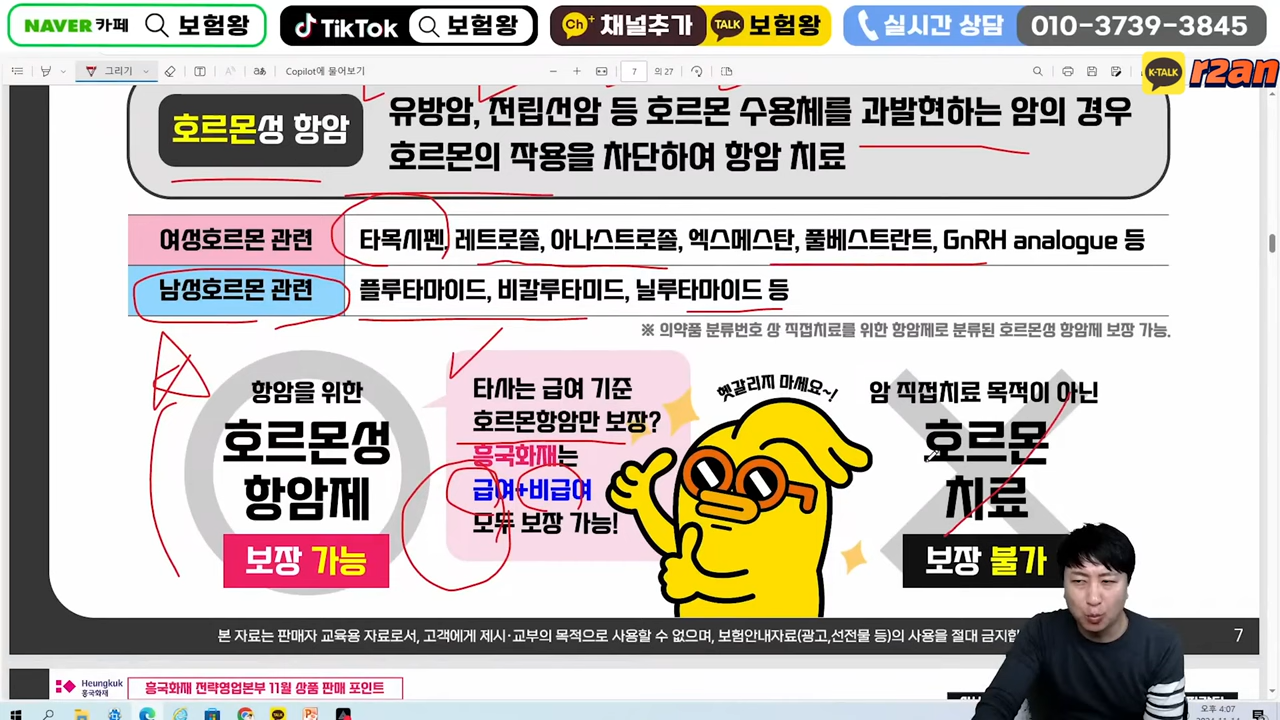 NAVER 카페 보험왕
TikTok 보험왕
Ch+ 채널추가 TALK 보험왕
실시간 상담 010-3739-3845
K-TALK r2an
그리기
Copilot에 물어보기
7 의 27
호르몬성 항암
유방암, 전립선암 등 호르몬 수용체를 과발현하는 암의 경우
호르몬의 작용을 차단하여 항암 치료
여성호르몬 관련 타목시펜, 레트로졸, 아나스트로졸, 엑스메스탄, 풀베스트란트, GnRH analogue 등
남성호르몬 관련 플루타마이드, 비칼루타미드, 닐루타마이드 등
※ 의약품 분류번호 상 직접치료를 위한 항암제로 분류된 호르몬성 항암제 보장 가능.
항암을 위한
호르몬성
항암제
보장 가능
타사는 급여 기준
호르몬항암만 보장?
흥국화재는
급여+비급여
모두 보장 가능!
헷갈리지 마세요~!
암 직접치료 목적이 아닌
호르몬
치료
보장 불가
본 자료는 판매자 교육용 자료로서, 고객에게 제시·교부의 목적으로 사용할 수 없으며, 보험안내자료(광고,선전물 등)의 사용을 절대 금지합
7
Heungkuk
흥국화재
흥국화재 전략영업본부 11월 상품 판매 포인트
오후 4:07